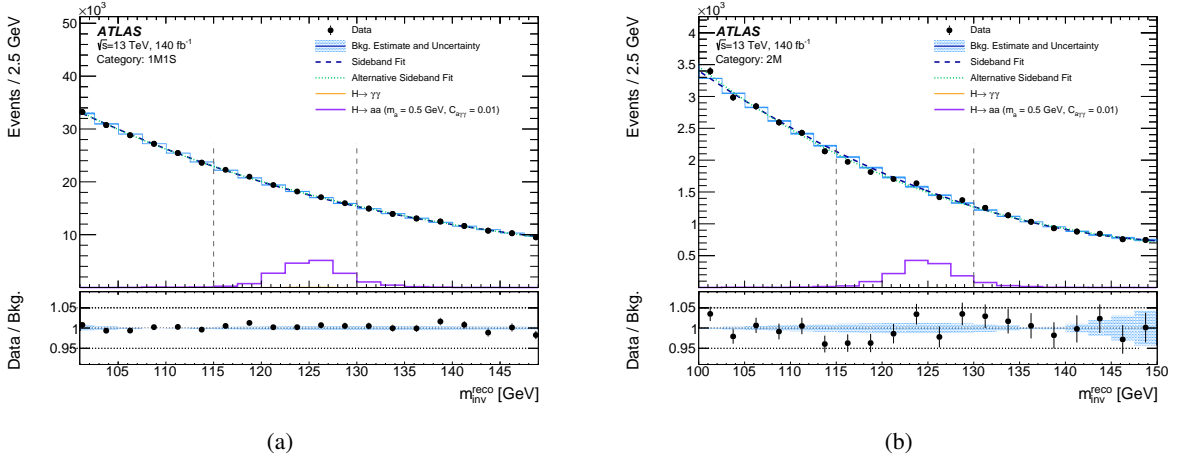 ×10³
50
40
30
20
10
Events / 2.5 GeV
ATLAS
√s=13 TeV, 140 fb⁻¹
Category: 1M1S
Data
Bkg. Estimate and Uncertainty
Sideband Fit
Alternative Sideband Fit
H→ γγ
H→ aa (mₐ = 0.5 GeV, C_aγγ = 0.01)
Data / Bkg.
1.05
1
0.95
105 110 115 120 125 130 135 140 145
m_inv^reco [GeV]
(a)
×10³
4
3.5
3
2.5
2
1.5
1
0.5
Events / 2.5 GeV
ATLAS
√s=13 TeV, 140 fb⁻¹
Category: 2M
Data
Bkg. Estimate and Uncertainty
Sideband Fit
Alternative Sideband Fit
H→ γγ
H→ aa (mₐ = 0.5 GeV, C_aγγ = 0.01)
Data / Bkg.
1.05
1
0.95
100 105 110 115 120 125 130 135 140 145 150
m_inv^reco [GeV]
(b)